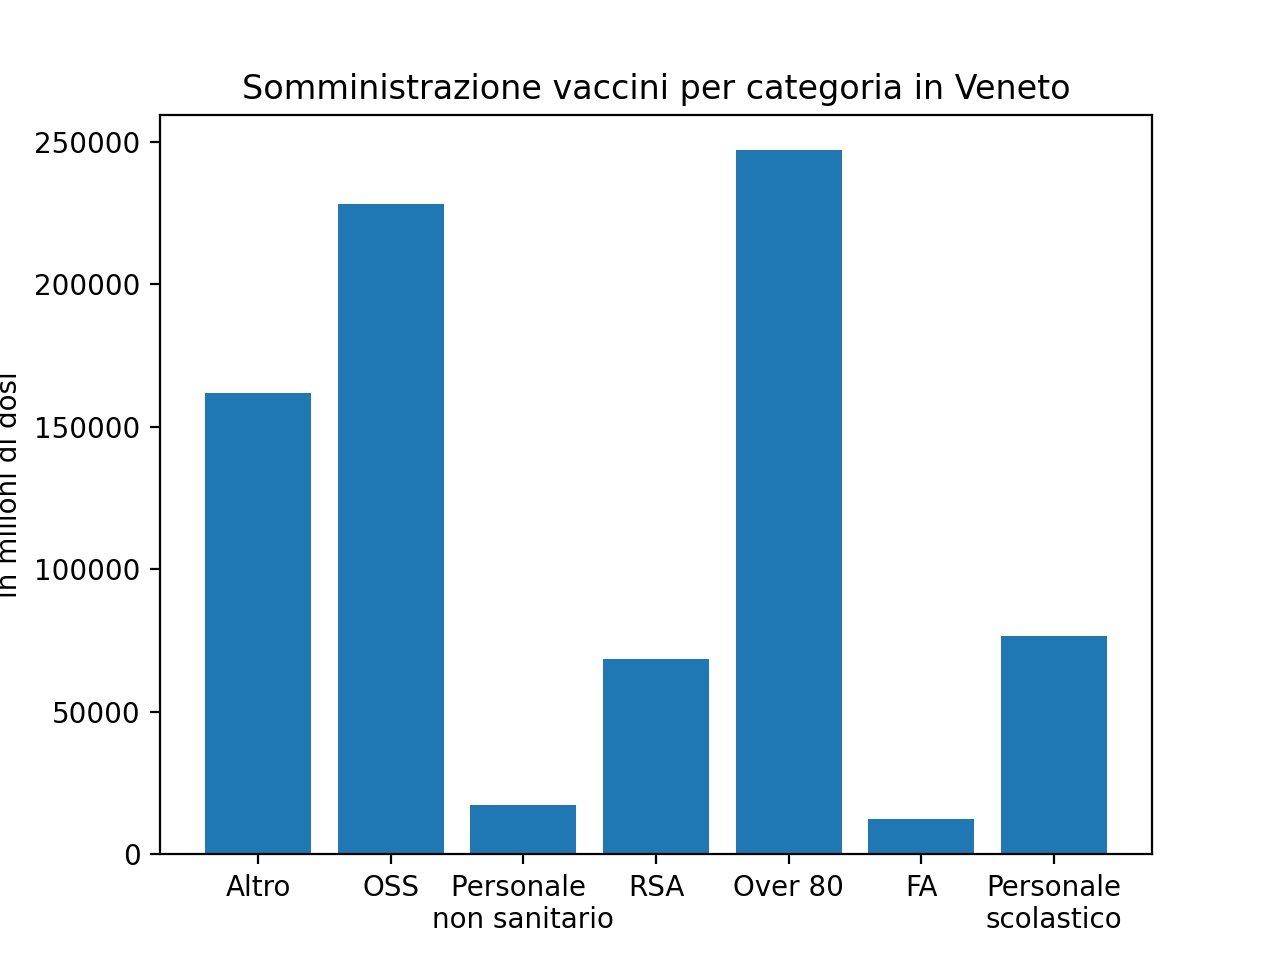 Somministrazione vaccini per categoria in Veneto
250000
200000
150000
100000
50000
0
in milioni di dosi
Altro
OSS
Personale
non sanitario
RSA
Over 80
FA
Personale
scolastico